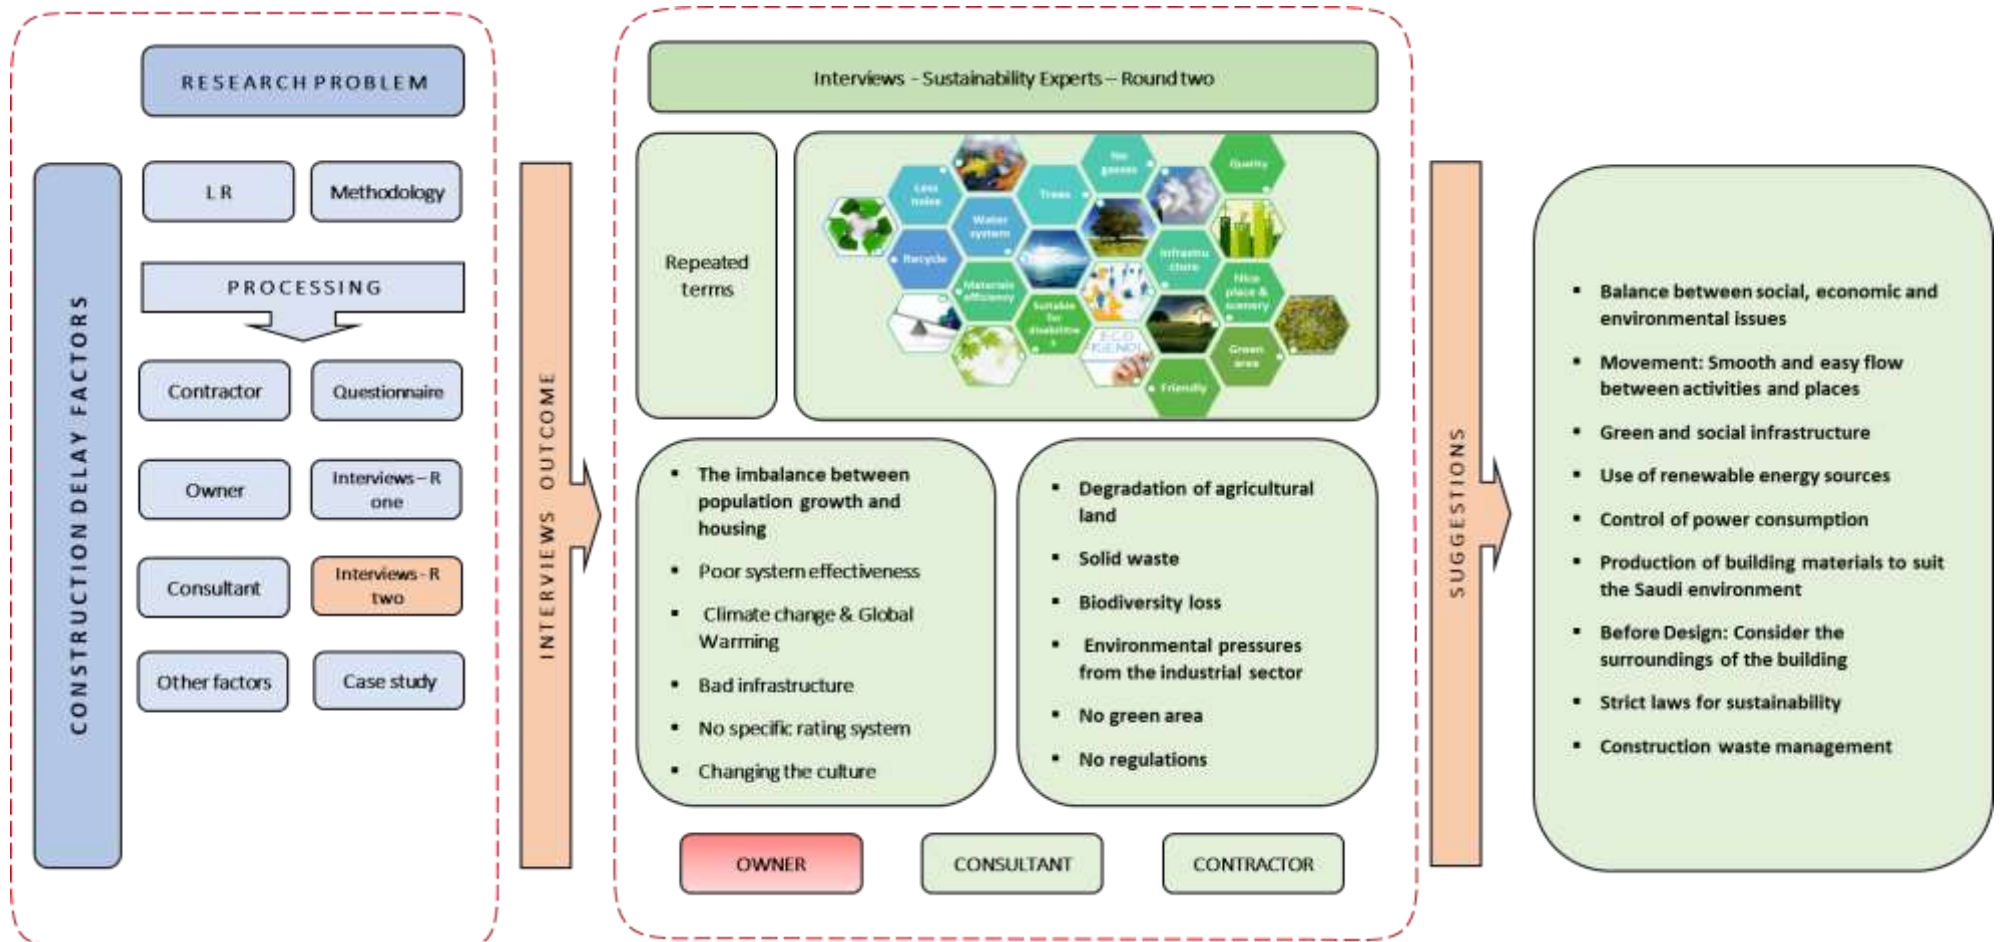 RESEARCH PROBLEM
CONSTRUCTION DELAY FACTORS
L R
Methodology
PROCESSING
Contractor
Questionnaire
Owner
Interviews – R
one
Consultant
Interviews - R
two
Other factors
Case study
INTERVIEWS OUTCOME
Interviews - Sustainability Experts – Round two
Repeated
terms
No
gasses
Quality
Less
noise
Trees
Water
system
Recycle
Infrastru
cture
Materials
efficiency
Nice
place &
scenery
Suitable
for
disabilitie
s
ECO
Green
area
Friendly
▪ The imbalance between
population growth and
housing
▪ Poor system effectiveness
▪ Climate change & Global
Warming
▪ Bad infrastructure
▪ No specific rating system
▪ Changing the culture
▪ Degradation of agricultural
land
▪ Solid waste
▪ Biodiversity loss
▪ Environmental pressures
from the industrial sector
▪ No green area
▪ No regulations
OWNER
CONSULTANT
CONTRACTOR
SUGGESTIONS
▪ Balance between social, economic and
environmental issues
▪ Movement: Smooth and easy flow
between activities and places
▪ Green and social infrastructure
▪ Use of renewable energy sources
▪ Control of power consumption
▪ Production of building materials to suit
the Saudi environment
▪ Before Design: Consider the
surroundings of the building
▪ Strict laws for sustainability
▪ Construction waste management